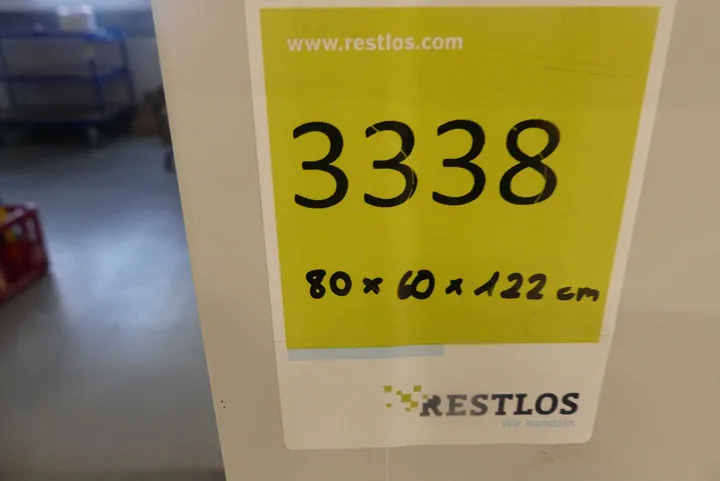 www.restlos.com
3338
80 x 60 x 122 cm
RESTLOS
Wir handeln.